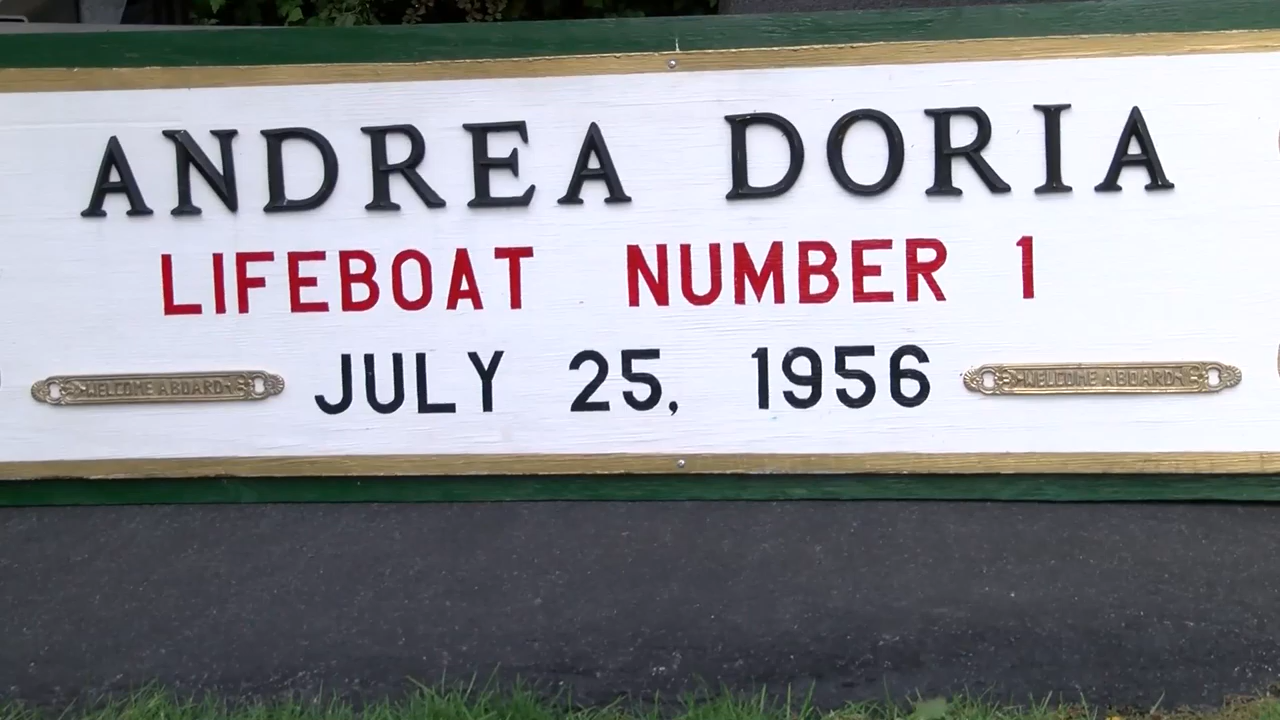 ANDREA DORIA
LIFEBOAT NUMBER 1
JULY 25, 1956
WELCOME ABOARD
WELCOME ABOARD